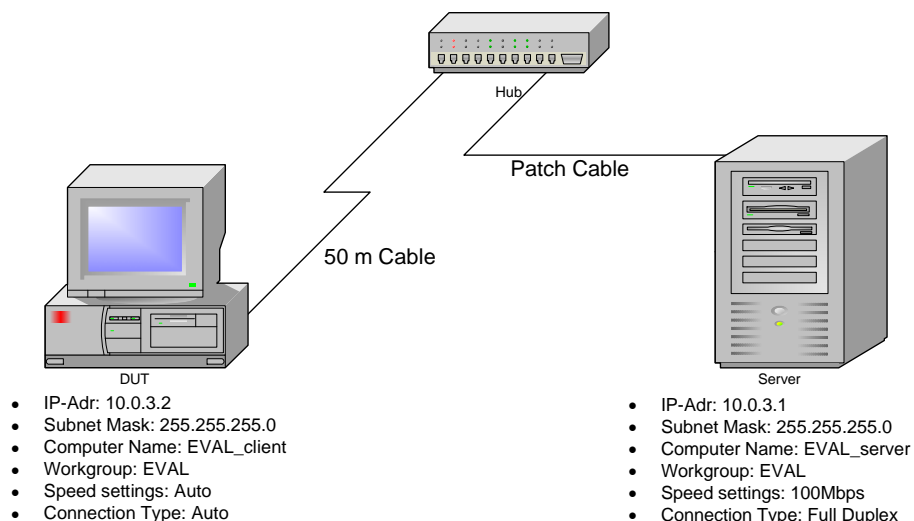 Hub
Patch Cable
50 m Cable
DUT
• IP-Adr: 10.0.3.2
• Subnet Mask: 255.255.255.0
• Computer Name: EVAL_client
• Workgroup: EVAL
• Speed settings: Auto
• Connection Type: Auto
Server
• IP-Adr: 10.0.3.1
• Subnet Mask: 255.255.255.0
• Computer Name: EVAL_server
• Workgroup: EVAL
• Speed settings: 100Mbps
• Connection Type: Full Duplex